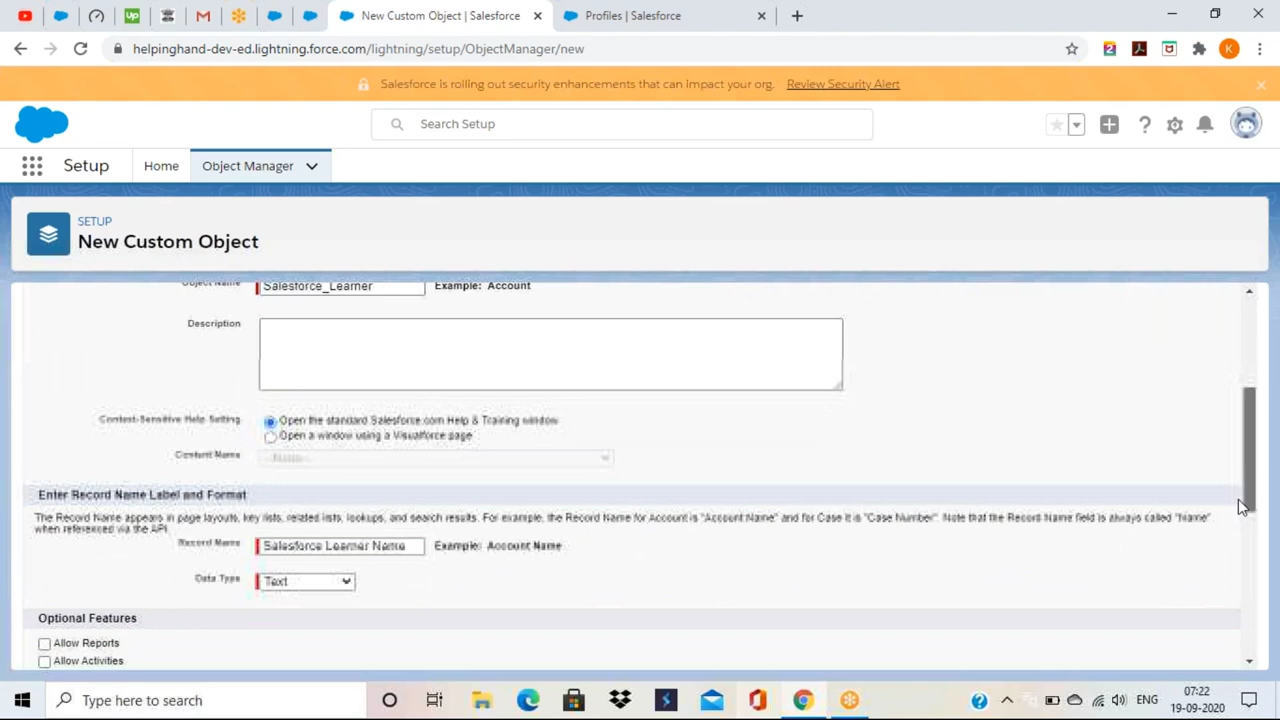 New Custom Object | Salesforce
Profiles | Salesforce
helpinghand-dev-ed.lightning.force.com/lightning/setup/ObjectManager/new
K
Salesforce is rolling out security enhancements that can impact your org. Review Security Alert
Search Setup
Setup
Home
Object Manager
SETUP
New Custom Object
Object Name
Salesforce_Learner
Example: Account
Description
Context-Sensitive Help Setting
Open the standard Salesforce.com Help & Training window
Open a window using a Visualforce page
Content Name
--None--
Enter Record Name Label and Format
The Record Name appears in page layouts, key lists, related lists, lookups, and search results. For example, the Record Name for Account is "Account Name" and for Case it is "Case Number". Note that the Record Name field is always called "Name"
when referenced via the API.
Record Name
Salesforce Learner Name
Example: Account Name
Data Type
Text
Optional Features
Allow Reports
Allow Activities
Type here to search
ENG
07:22
19-09-2020